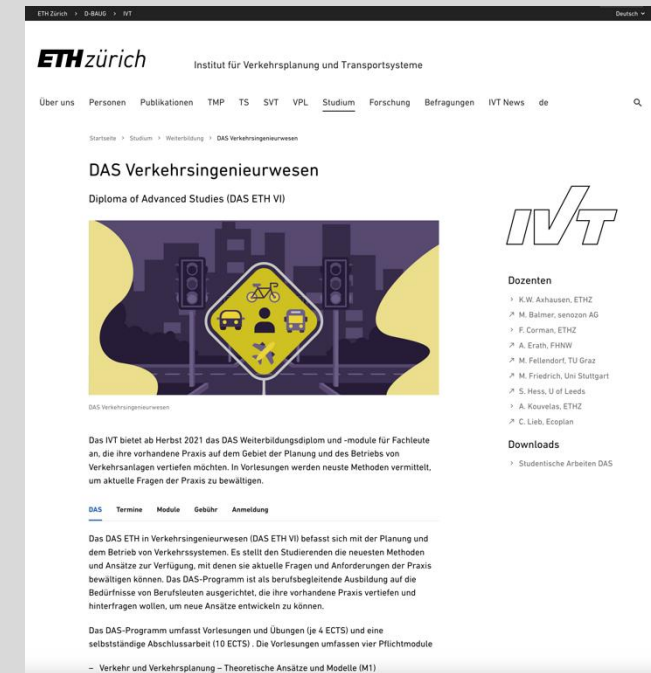 ETH Zürich > D-BAUG > IVT
Deutsch
ETH zürich
Institut für Verkehrsplanung und Transportsysteme
Über uns Personen Publikationen TMP TS SVT VPL Studium Forschung Befragungen IVT News de
Startseite > Studium > Weiterbildung > DAS Verkehrsingenieurwesen
DAS Verkehrsingenieurwesen
Diploma of Advanced Studies (DAS ETH VI)
DAS Verkehrsingenieurwesen
Das IVT bietet ab Herbst 2021 das DAS Weiterbildungsdiplom und -module für Fachleute
an, die ihre vorhandene Praxis auf dem Gebiet der Planung und des Betriebs von
Verkehrsanlagen vertiefen möchten. In Vorlesungen werden neuste Methoden vermittelt,
um aktuelle Fragen der Praxis zu bewältigen.
DAS Termine Module Gebühr Anmeldung
Das DAS ETH in Verkehrsingenieurwesen (DAS ETH VI) befasst sich mit der Planung und
dem Betrieb von Verkehrssystemen. Es stellt den Studierenden die neuesten Methoden
und Ansätze zur Verfügung, mit denen sie aktuelle Fragen und Anforderungen der Praxis
bewältigen können. Das DAS-Programm ist als berufsbegleitende Ausbildung auf die
Bedürfnisse von Berufsleuten ausgerichtet, die ihre vorhandene Praxis vertiefen und
hinterfragen wollen, um neue Ansätze entwickeln zu können.
Das DAS-Programm umfasst Vorlesungen und Übungen (je 4 ECTS) und eine
selbstständige Abschlussarbeit (10 ECTS) . Die Vorlesungen umfassen vier Pflichtmodule
– Verkehr und Verkehrsplanung – Theoretische Ansätze und Modelle (M1)
IVT
Dozenten
> K.W. Axhausen, ETHZ
↗ M. Balmer, senozon AG
> F. Corman, ETHZ
↗ A. Erath, FHNW
↗ M. Fellendorf, TU Graz
↗ M. Friedrich, Uni Stuttgart
↗ S. Hess, U of Leeds
> A. Kouvelas, ETHZ
↗ C. Lieb, Ecoplan
Downloads
> Studentische Arbeiten DAS